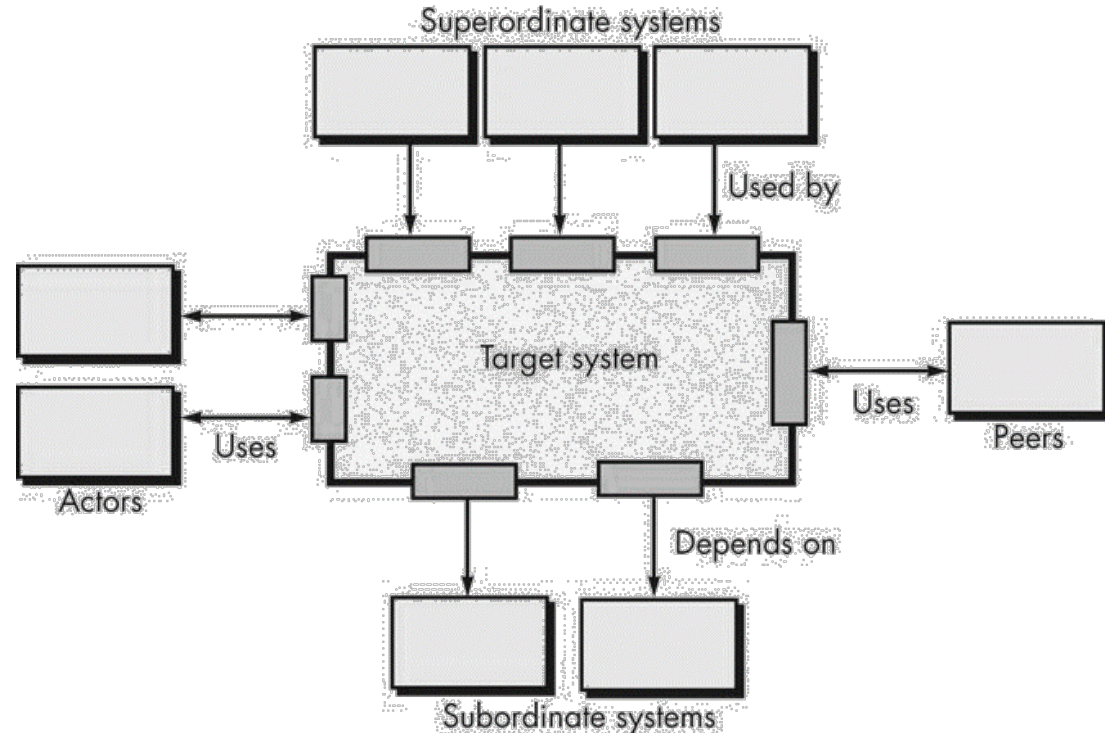 Superordinate systems
Used by
Target system
Uses
Peers
Uses
Actors
Depends on
Subordinate systems